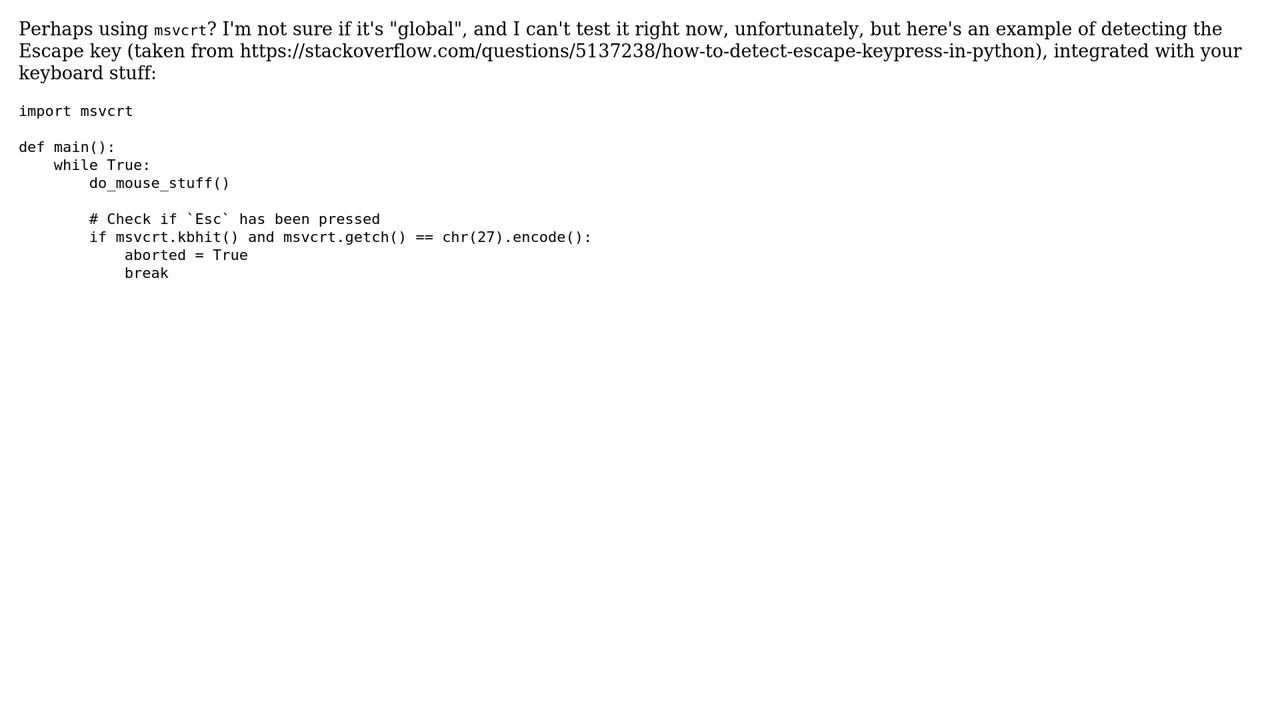 Perhaps using msvcrt? I'm not sure if it's "global", and I can't test it right now, unfortunately, but here's an example of detecting the
Escape key (taken from https://stackoverflow.com/questions/5137238/how-to-detect-escape-keypress-in-python), integrated with your
keyboard stuff:
import msvcrt
def main():
    while True:
        do_mouse_stuff()
        # Check if `Esc` has been pressed
        if msvcrt.kbhit() and msvcrt.getch() == chr(27).encode():
            aborted = True
            break